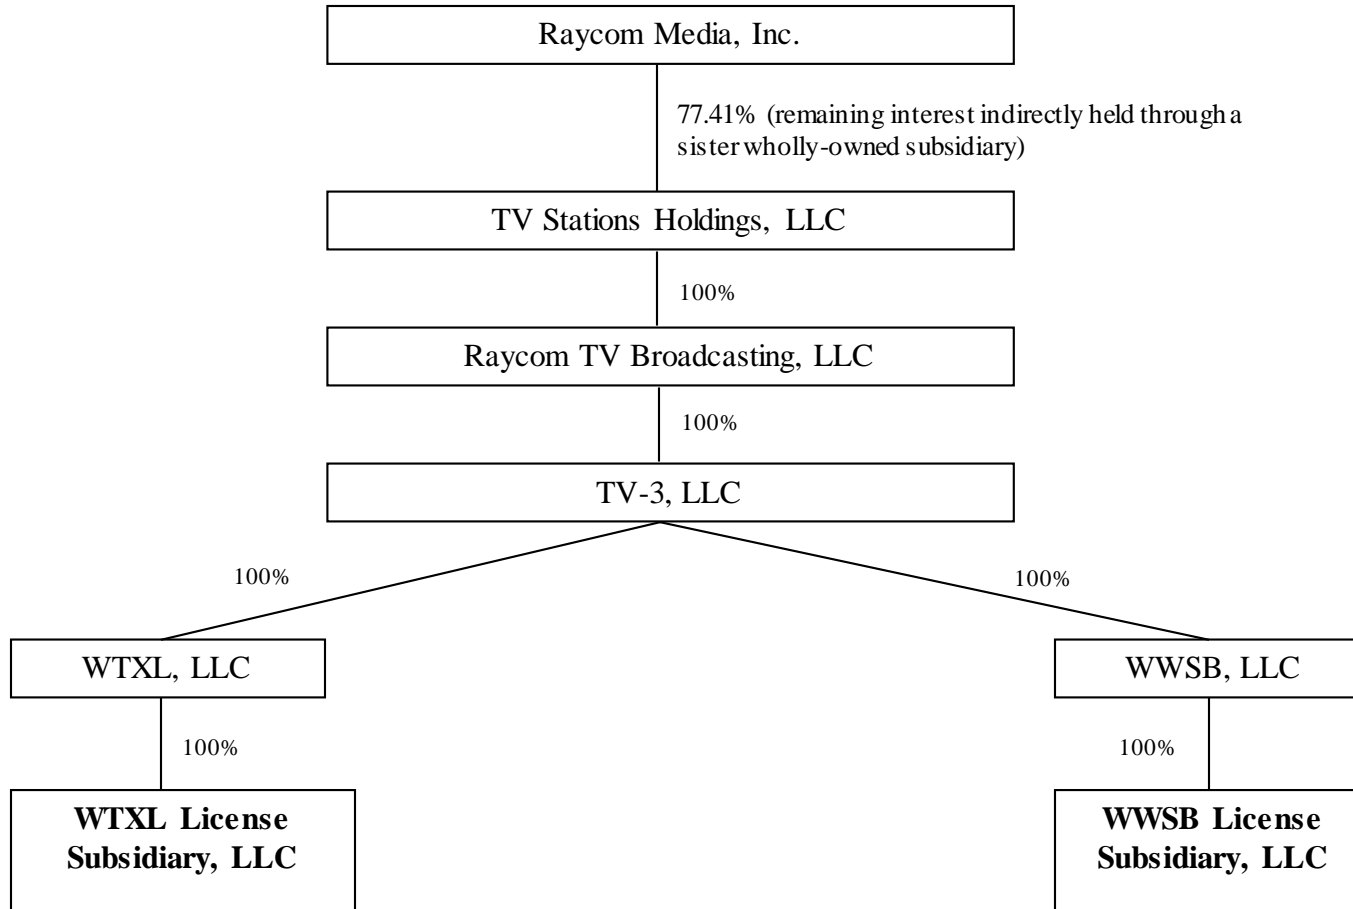 Raycom Media, Inc.
77.41% (remaining interest indirectly held through a
sister wholly-owned subsidiary)
TV Stations Holdings, LLC
100%
Raycom TV Broadcasting, LLC
100%
TV-3, LLC
100%
100%
WTXL, LLC
WWSB, LLC
100%
100%
WTXL License
Subsidiary, LLC
WWSB License
Subsidiary, LLC